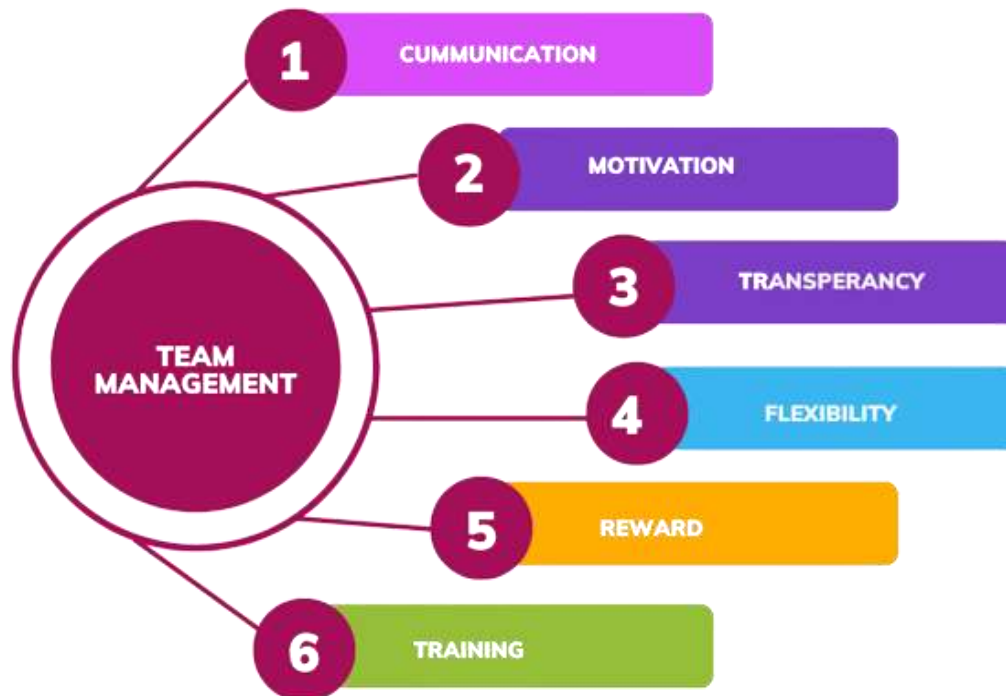 1
CUMMUNICATION
2
MOTIVATION
3
TRANSPERANCY
TEAM
MANAGEMENT
4
FLEXIBILITY
5
REWARD
6
TRAINING